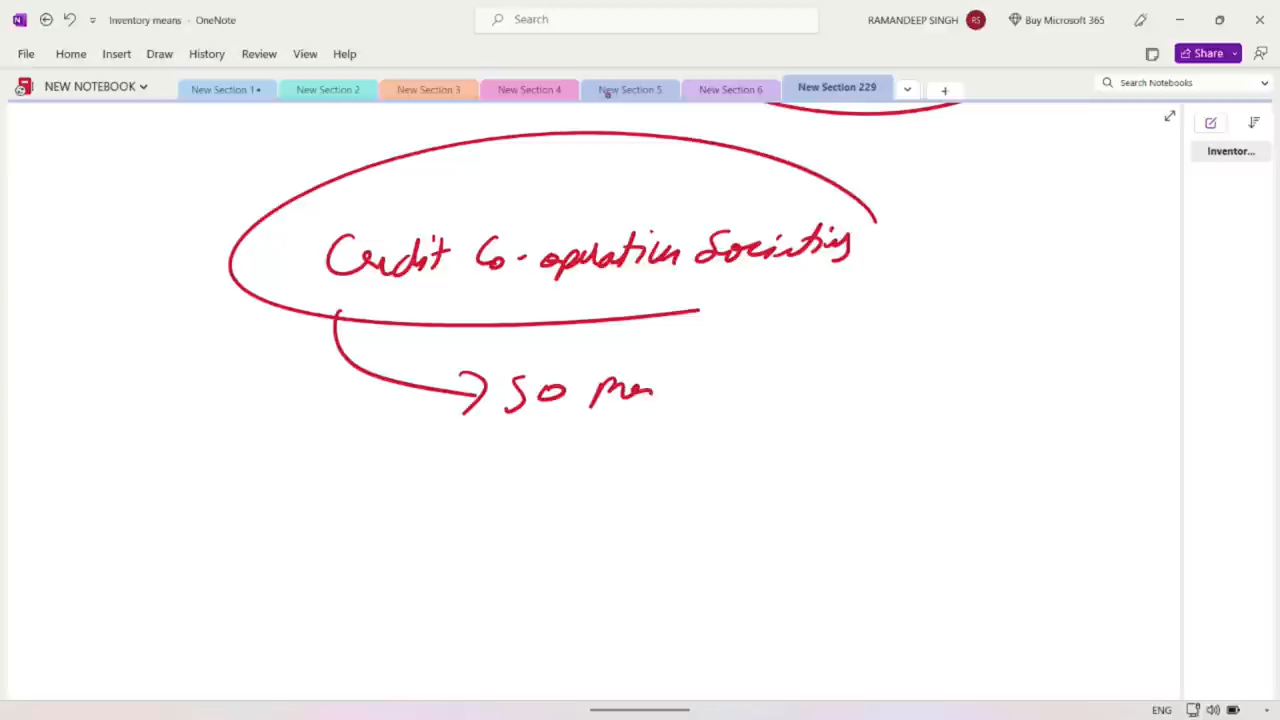 Inventory means - OneNote
Search
RAMANDEEP SINGH RS Buy Microsoft 365
File Home Insert Draw History Review View Help Share
NEW NOTEBOOK New Section 1 New Section 2 New Section 3 New Section 4 New Section 5 New Section 6 New Section 229 + Search Notebooks
Inventor...
Credit Co-operative Societies
50
ENG